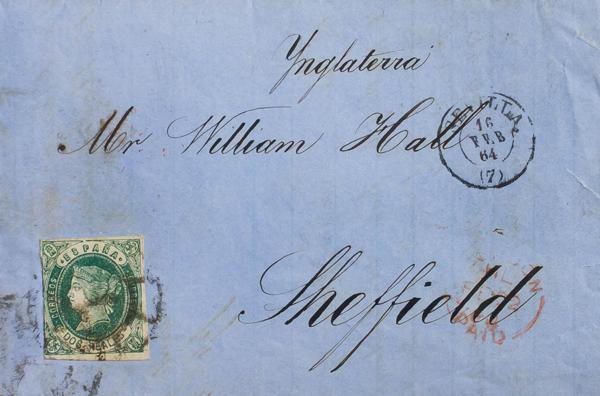 Ynglaterra
Mr. William Hall
16
FEB
64
(7)
ESPAÑA
CORREOS
Sheffield